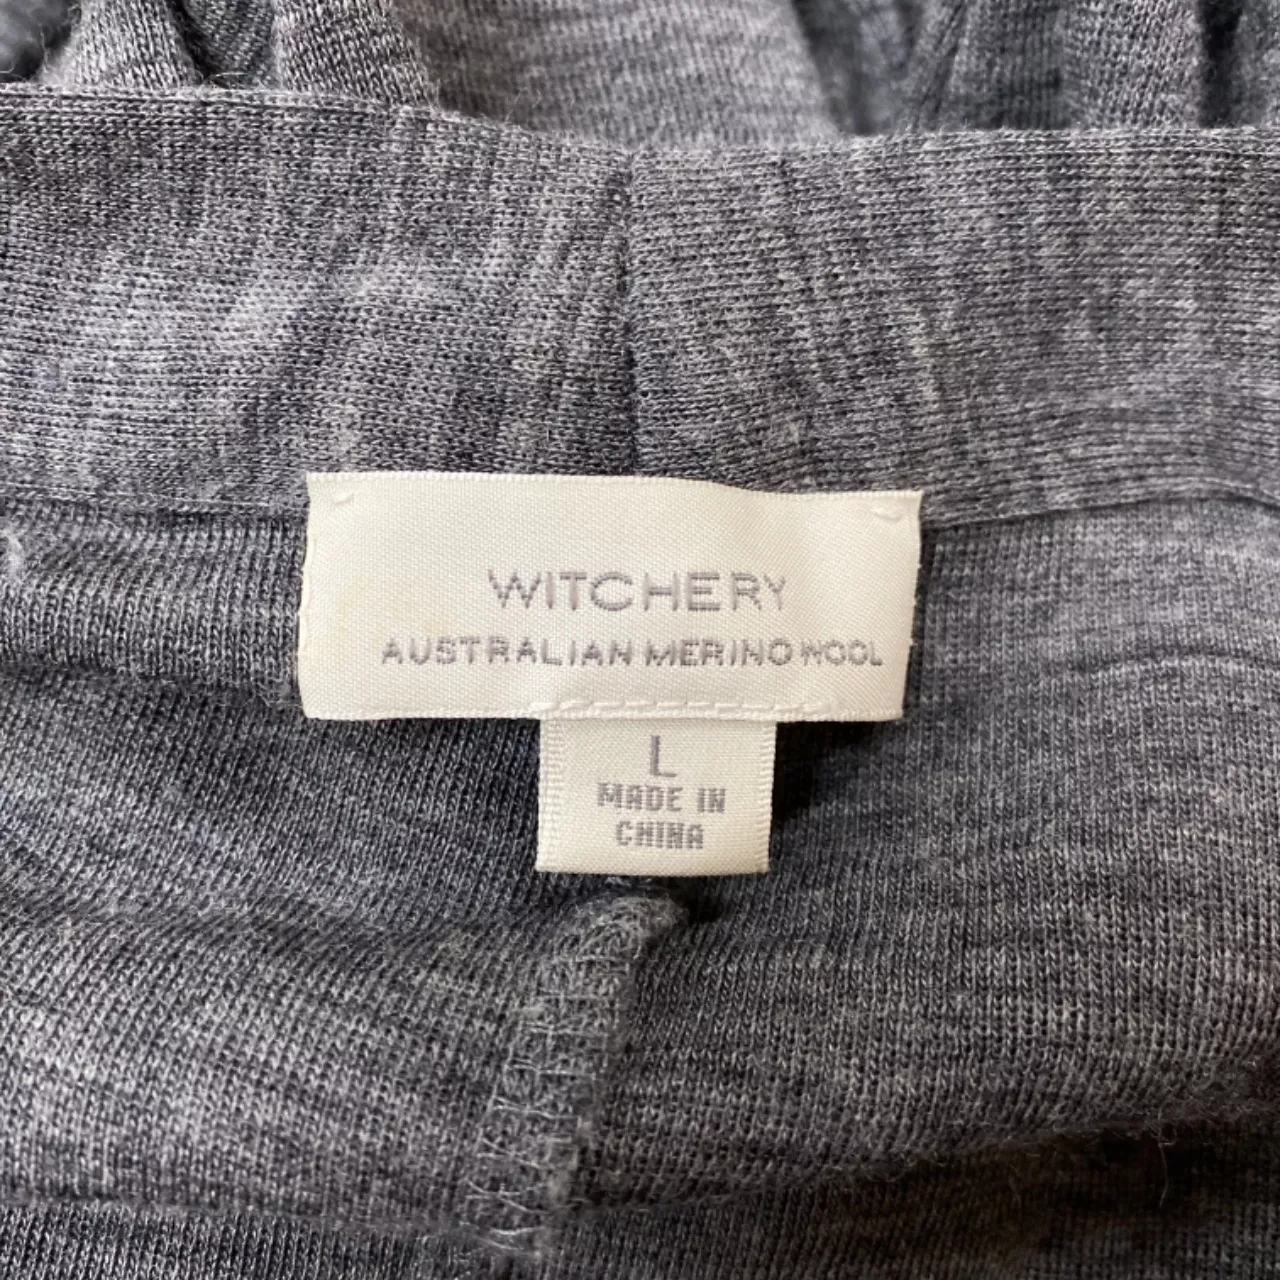 WITCHERY
AUSTRALIAN MERINO WOOL
L
MADE IN
CHINA